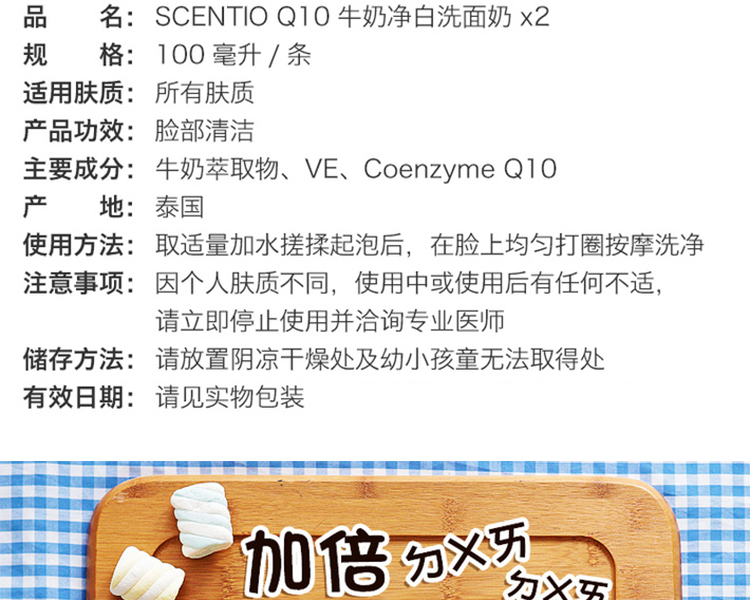 品　　名：SCENTIO Q10 牛奶净白洗面奶 x2
规　　格：100 毫升 / 条
适用肤质：所有肤质
产品功效：脸部清洁
主要成分：牛奶萃取物、VE、Coenzyme Q10
产　　地：泰国
使用方法：取适量加水搓揉起泡后，在脸上均匀打圈按摩洗净
注意事项：因个人肤质不同，使用中或使用后有任何不适，
请立即停止使用并洽询专业医师
储存方法：请放置阴凉干燥处及幼小孩童无法取得处
有效日期：请见实物包装
加倍ㄉㄨㄞ
ㄉㄨㄞ